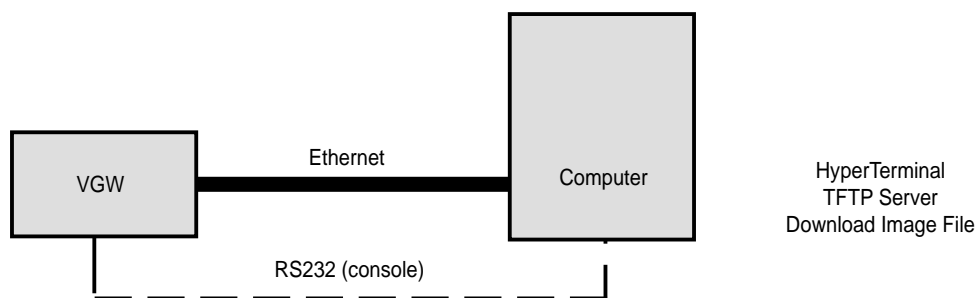 Ethernet
VGW
Computer
HyperTerminal
TFTP Server
Download Image File
RS232 (console)